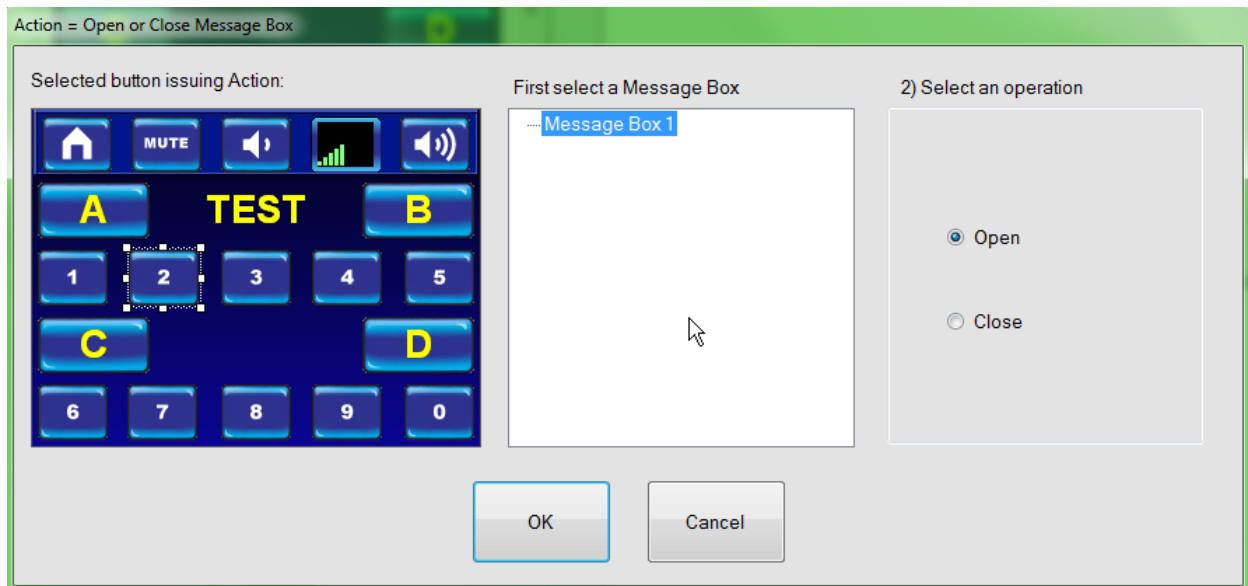 Action = Open or Close Message Box
Selected button issuing Action:
First select a Message Box
2) Select an operation
MUTE
A TEST B
1 2 3 4 5
C D
6 7 8 9 0
Message Box 1
Open
Close
OK Cancel